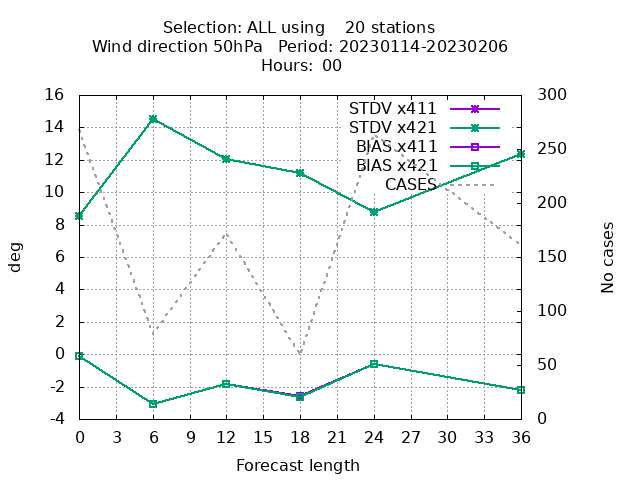 Selection: ALL using    20 stations
Wind direction 50hPa   Period: 20230114-20230206
Hours: 00
STDV x411
STDV x421
BIAS x411
BIAS x421
CASES
deg
16
14
12
10
8
6
4
2
0
-2
-4
No cases
300
250
200
150
100
50
0
0 3 6 9 12 15 18 21 24 27 30 33 36
Forecast length